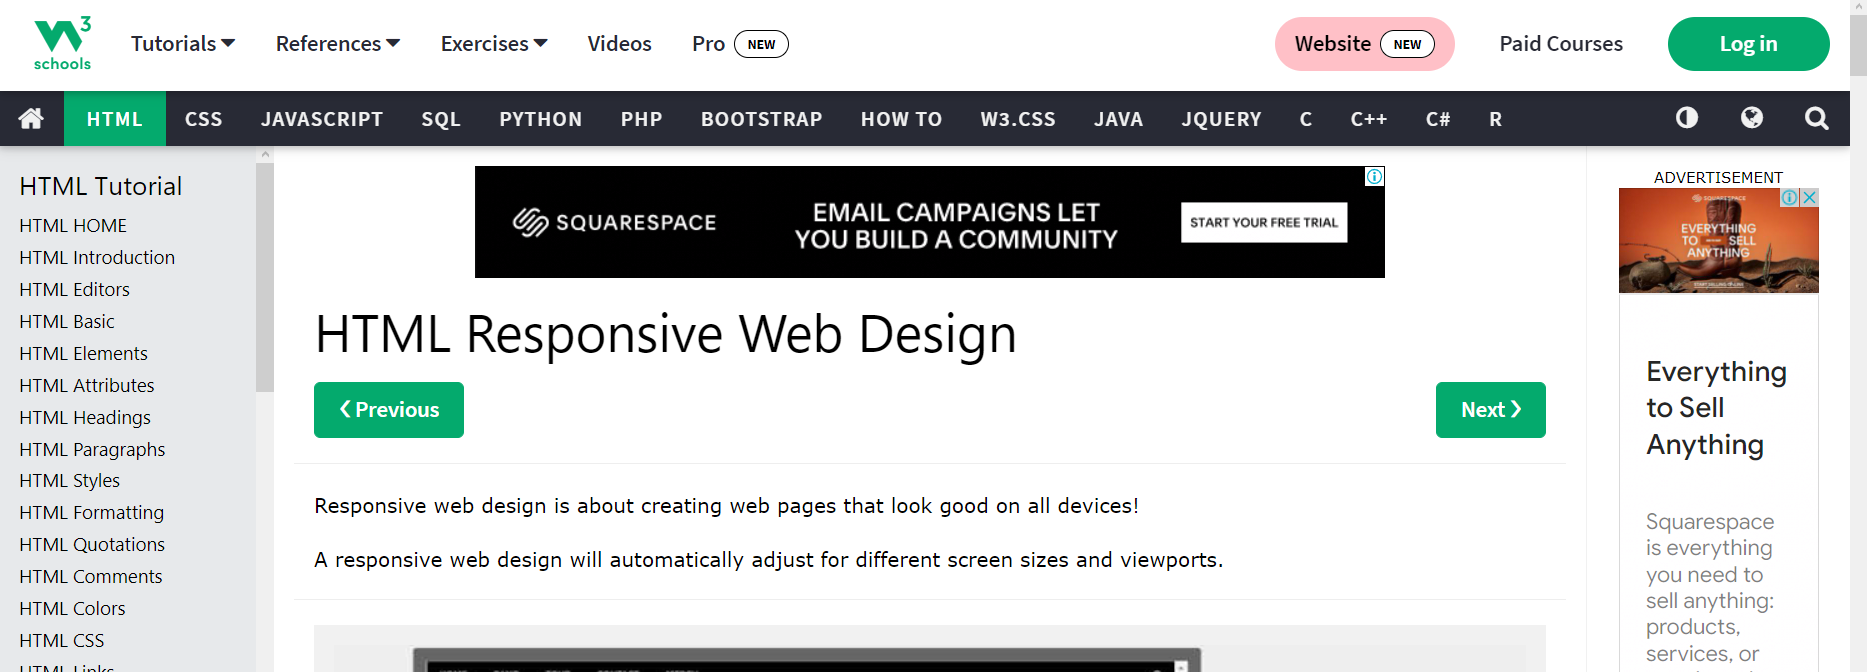 3
schools
Tutorials
References
Exercises
Videos
Pro NEW
Website NEW
Paid Courses
Log in
HTML
CSS
JAVASCRIPT
SQL
PYTHON
PHP
BOOTSTRAP
HOW TO
W3.CSS
JAVA
JQUERY
C
C++
C#
R
HTML Tutorial
HTML HOME
HTML Introduction
HTML Editors
HTML Basic
HTML Elements
HTML Attributes
HTML Headings
HTML Paragraphs
HTML Styles
HTML Formatting
HTML Quotations
HTML Comments
HTML Colors
HTML CSS
HTML Links
SQUARESPACE
EMAIL CAMPAIGNS LET
YOU BUILD A COMMUNITY
START YOUR FREE TRIAL
HTML Responsive Web Design
❮ Previous
Next ❯
Responsive web design is about creating web pages that look good on all devices!
A responsive web design will automatically adjust for different screen sizes and viewports.
ADVERTISEMENT
SQUARESPACE
EVERYTHING
TO SELL
ANYTHING
Everything
to Sell
Anything
Squarespace
is everything
you need to
sell anything:
products,
services, or